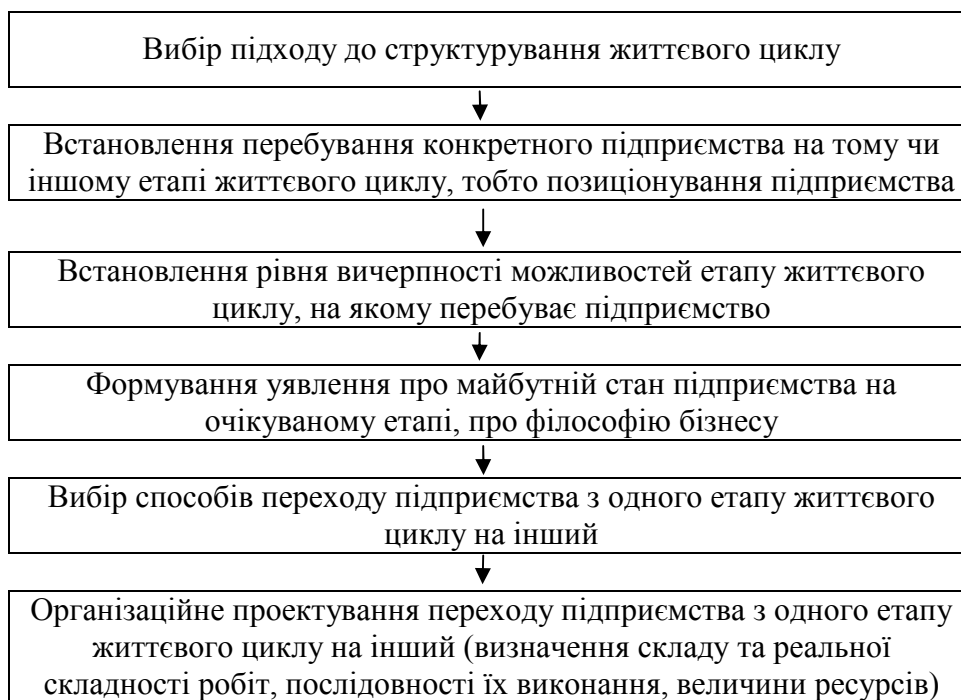 Вибір підходу до структурування життєвого циклу
Встановлення перебування конкретного підприємства на тому чи
іншому етапі життєвого циклу, тобто позиціонування підприємства
Встановлення рівня вичерпності можливостей етапу життєвого
циклу, на якому перебуває підприємство
Формування уявлення про майбутній стан підприємства на
очікуваному етапі, про філософію бізнесу
Вибір способів переходу підприємства з одного етапу життєвого
циклу на інший
Організаційне проектування переходу підприємства з одного етапу
життєвого циклу на інший (визначення складу та реальної
складності робіт, послідовності їх виконання, величини ресурсів)